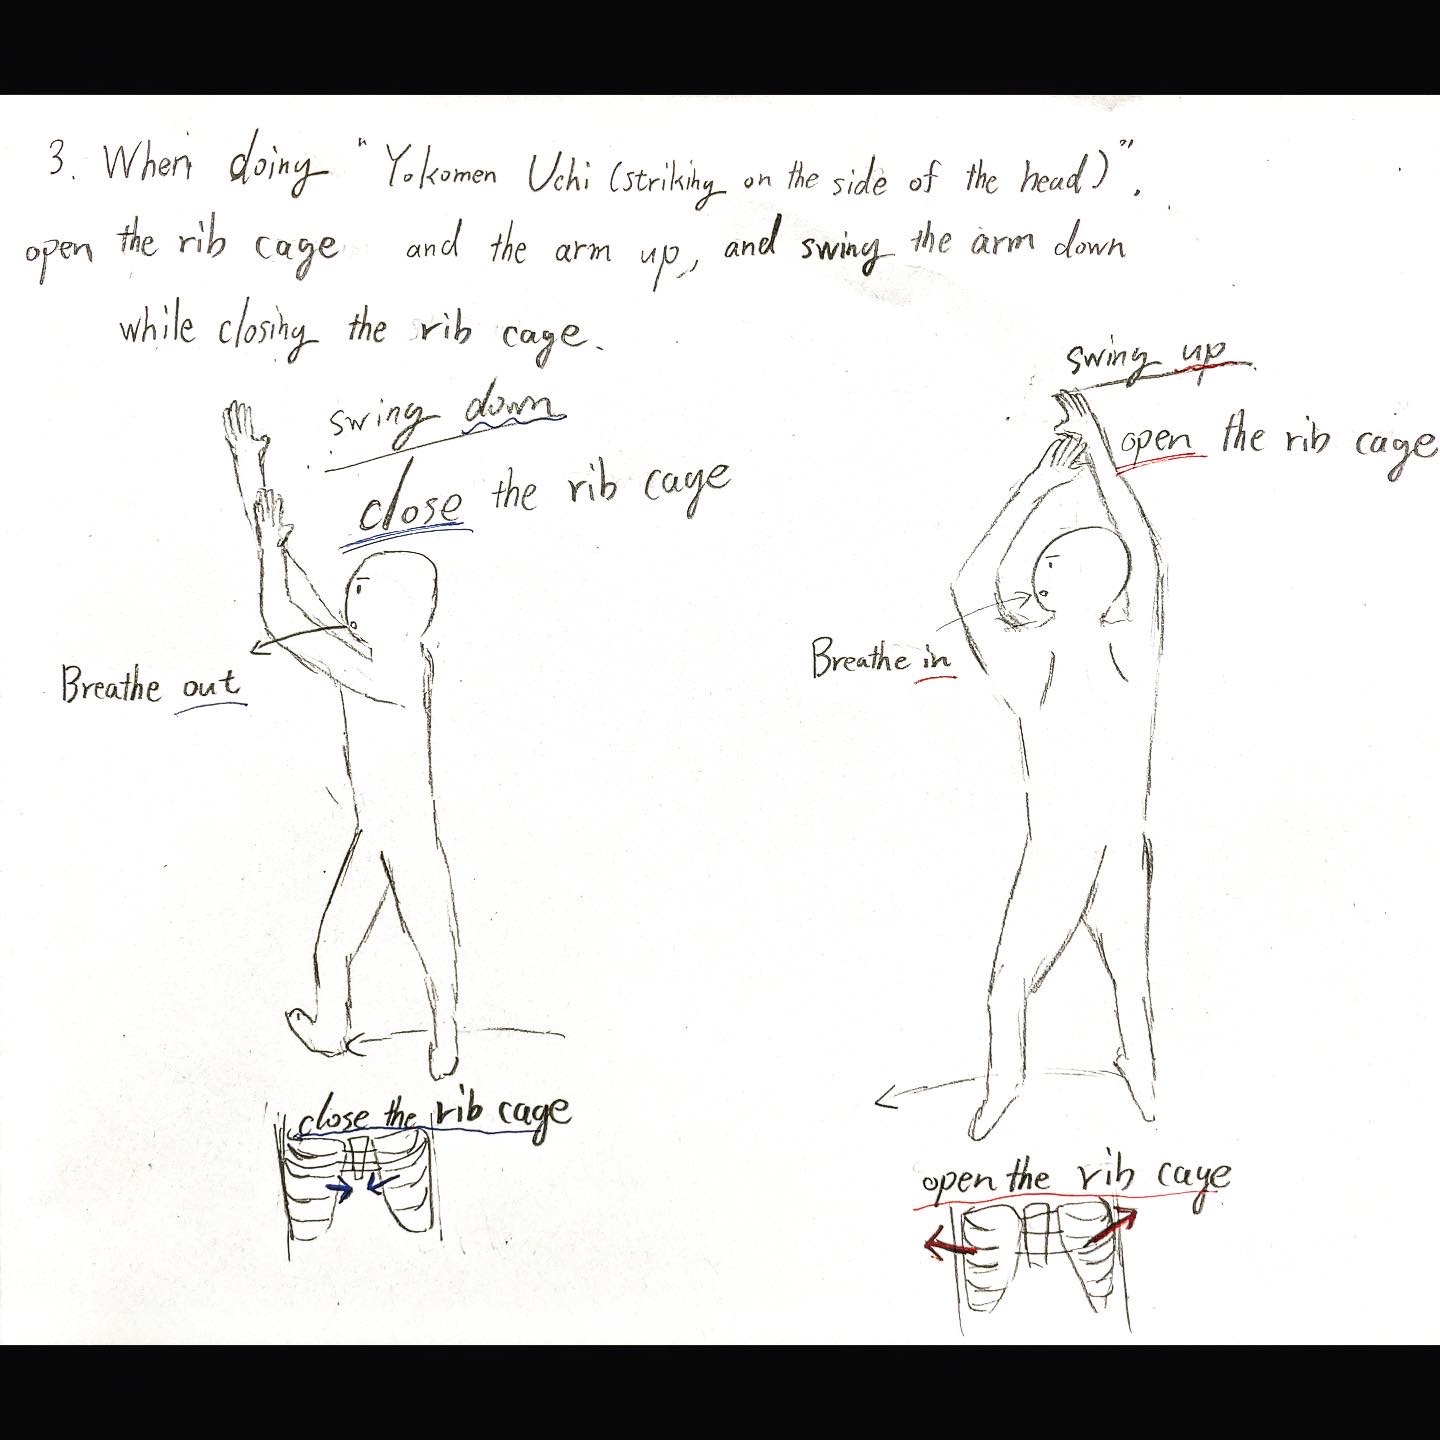 3. When doing "Yokomen Uchi (striking on the side of the head)".
open the rib cage and the arm up, and swing the arm down
while closing the rib cage.
swing down
close the rib cage
Breathe out
close the rib cage
swing up
open the rib cage
Breathe in
open the rib cage